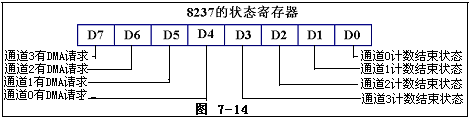 8237的状态寄存器
D7 D6 D5 D4 D3 D2 D1 D0
通道3有DMA请求 通道0计数结束状态
通道2有DMA请求 通道1计数结束状态
通道1有DMA请求 通道2计数结束状态
通道0有DMA请求 通道3计数结束状态
图 7-14